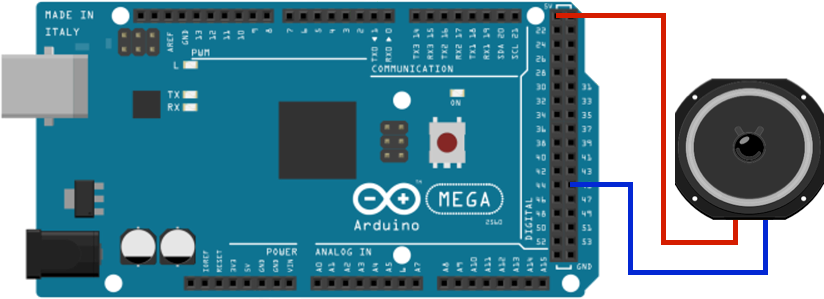 MADE IN
ITALY
AREF
GND
13
12
11
10
9
8
7
6
5
4
3
2
TX0 ◀ 1
RX0 ▶ 0
TX3 14
RX3 15
TX2 16
RX2 17
TX1 18
RX1 19
SDA 20
SCL 21
PWM
COMMUNICATION
L
TX
RX
ON
5V
22
24
26
28
30 31
32 33
34 35
36 37
38 39
40 41
42 43
44
46 47
48 49
50 51
52 53
GND
DIGITAL
MEGA
2560
TM
Arduino
POWER
ANALOG IN
IOREF
RESET
3V3
5V
GND
GND
VIN
A0
A1
A2
A3
A4
A5
A7
A8
A9
A10
A11
A12
A13
A14
A15